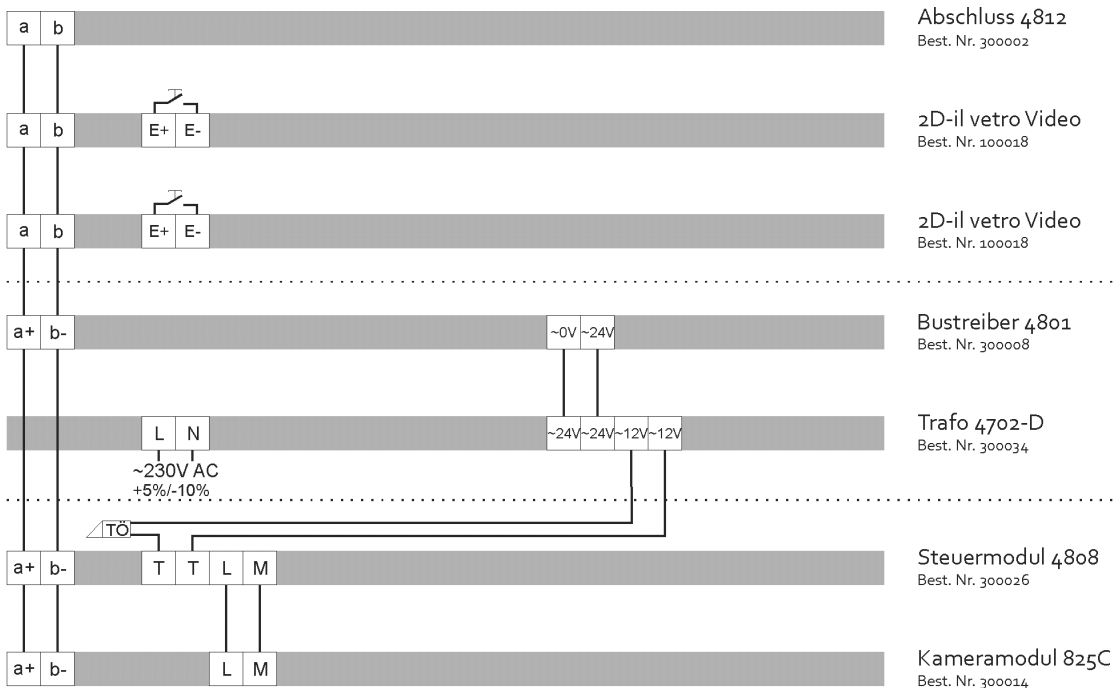 a b Abschluss 4812
Best. Nr. 300002
a b E+ E- 2D-il vetro Video
Best. Nr. 100018
a b E+ E- 2D-il vetro Video
Best. Nr. 100018
a+ b- ~0V ~24V Bustreiber 4801
Best. Nr. 300008
L N ~24V ~24V ~12V ~12V Trafo 4702-D
Best. Nr. 300034
~230V AC
+5%/-10%
TÖ
a+ b- T T L M Steuermodul 4808
Best. Nr. 300026
a+ b- L M Kameramodul 825C
Best. Nr. 300014